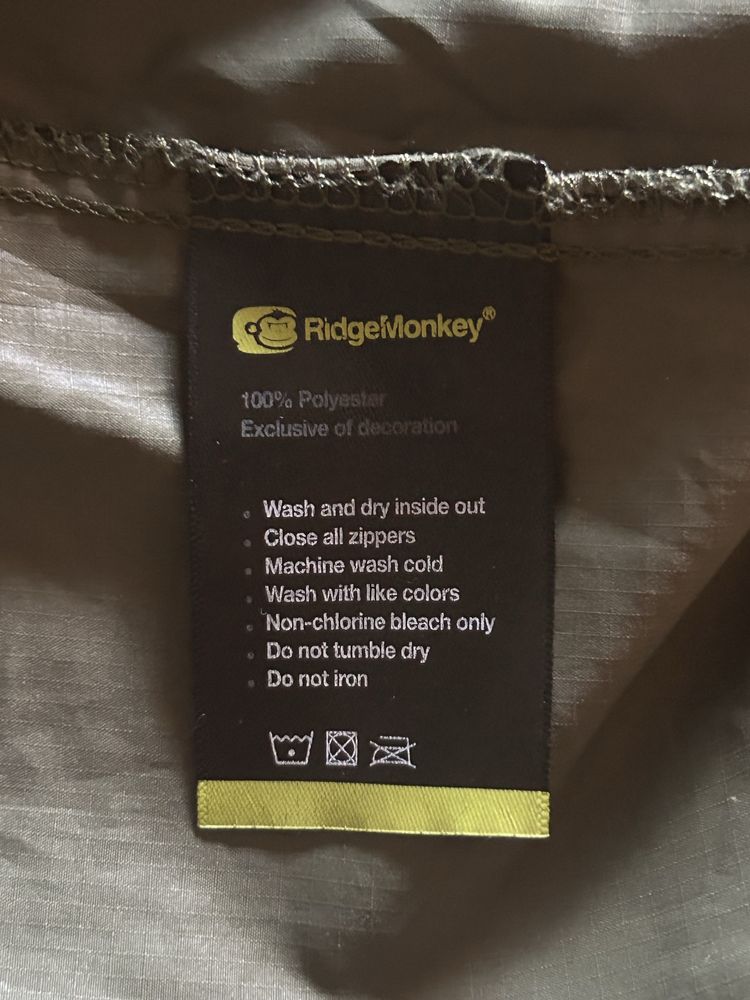 RidgeMonkey®
100% Polyester
Exclusive of decoration
• Wash and dry inside out
• Close all zippers
• Machine wash cold
• Wash with like colors
• Non-chlorine bleach only
• Do not tumble dry
• Do not iron